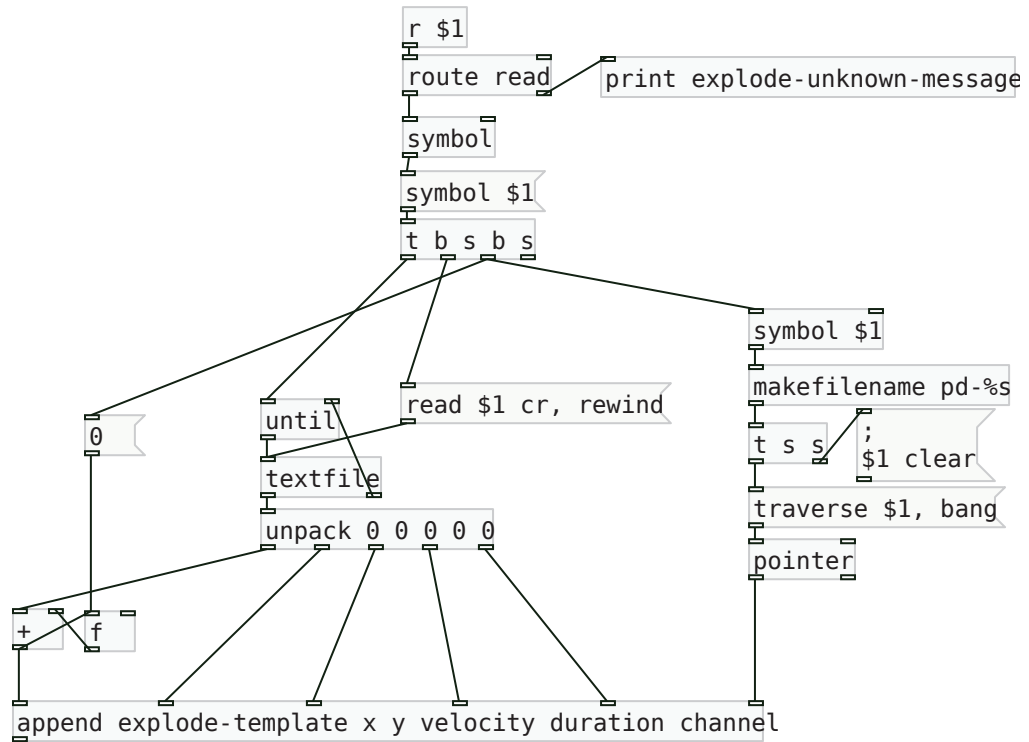 r $1
route read
print explode-unknown-message
symbol
symbol $1
t b s b s
symbol $1
makefilename pd-%s
read $1 cr, rewind
until
0
;
$1 clear
t s s
textfile
traverse $1, bang
unpack 0 0 0 0 0
pointer
+
f
append explode-template x y velocity duration channel